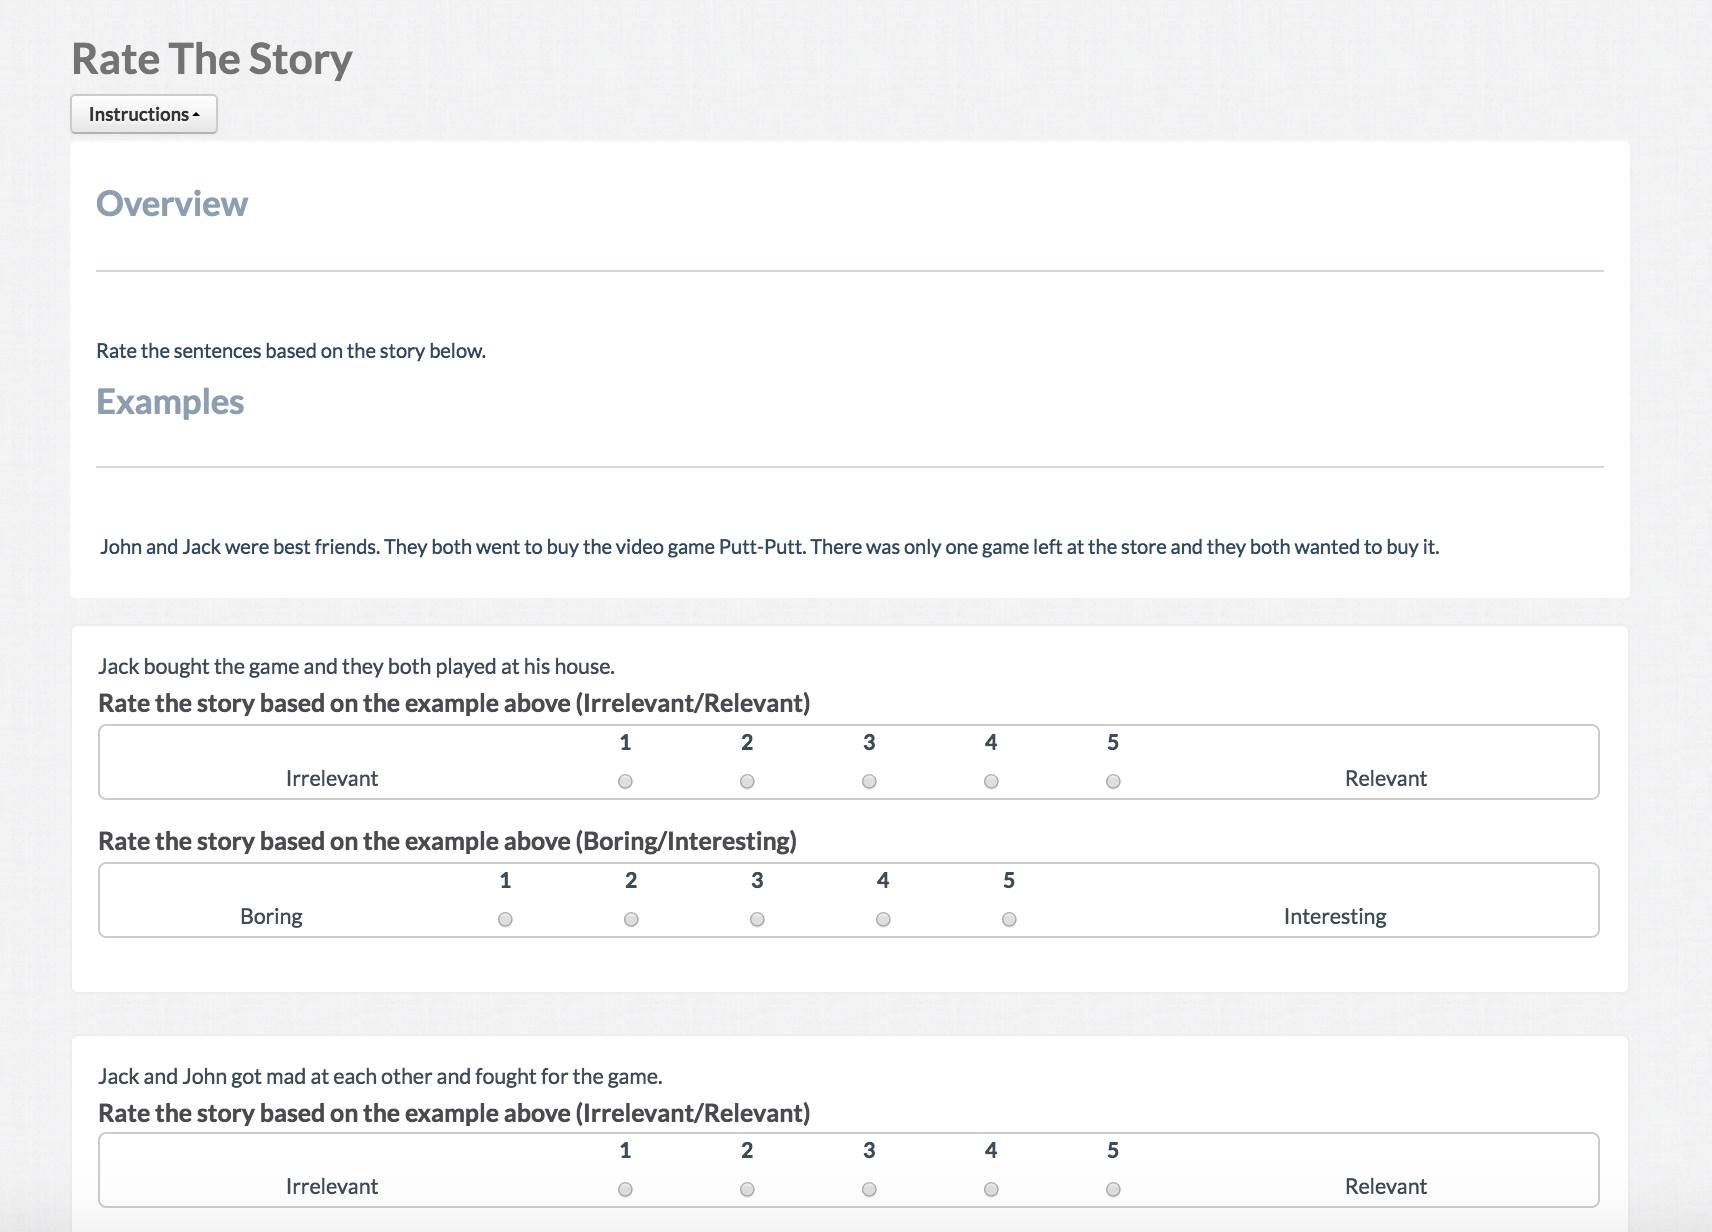 Rate The Story
Instructions
Overview
Rate the sentences based on the story below.
Examples
John and Jack were best friends. They both went to buy the video game Putt-Putt. There was only one game left at the store and they both wanted to buy it.
Jack bought the game and they both played at his house.
Rate the story based on the example above (Irrelevant/Relevant)
1 2 3 4 5
Irrelevant Relevant
Rate the story based on the example above (Boring/Interesting)
1 2 3 4 5
Boring Interesting
Jack and John got mad at each other and fought for the game.
Rate the story based on the example above (Irrelevant/Relevant)
1 2 3 4 5
Irrelevant Relevant